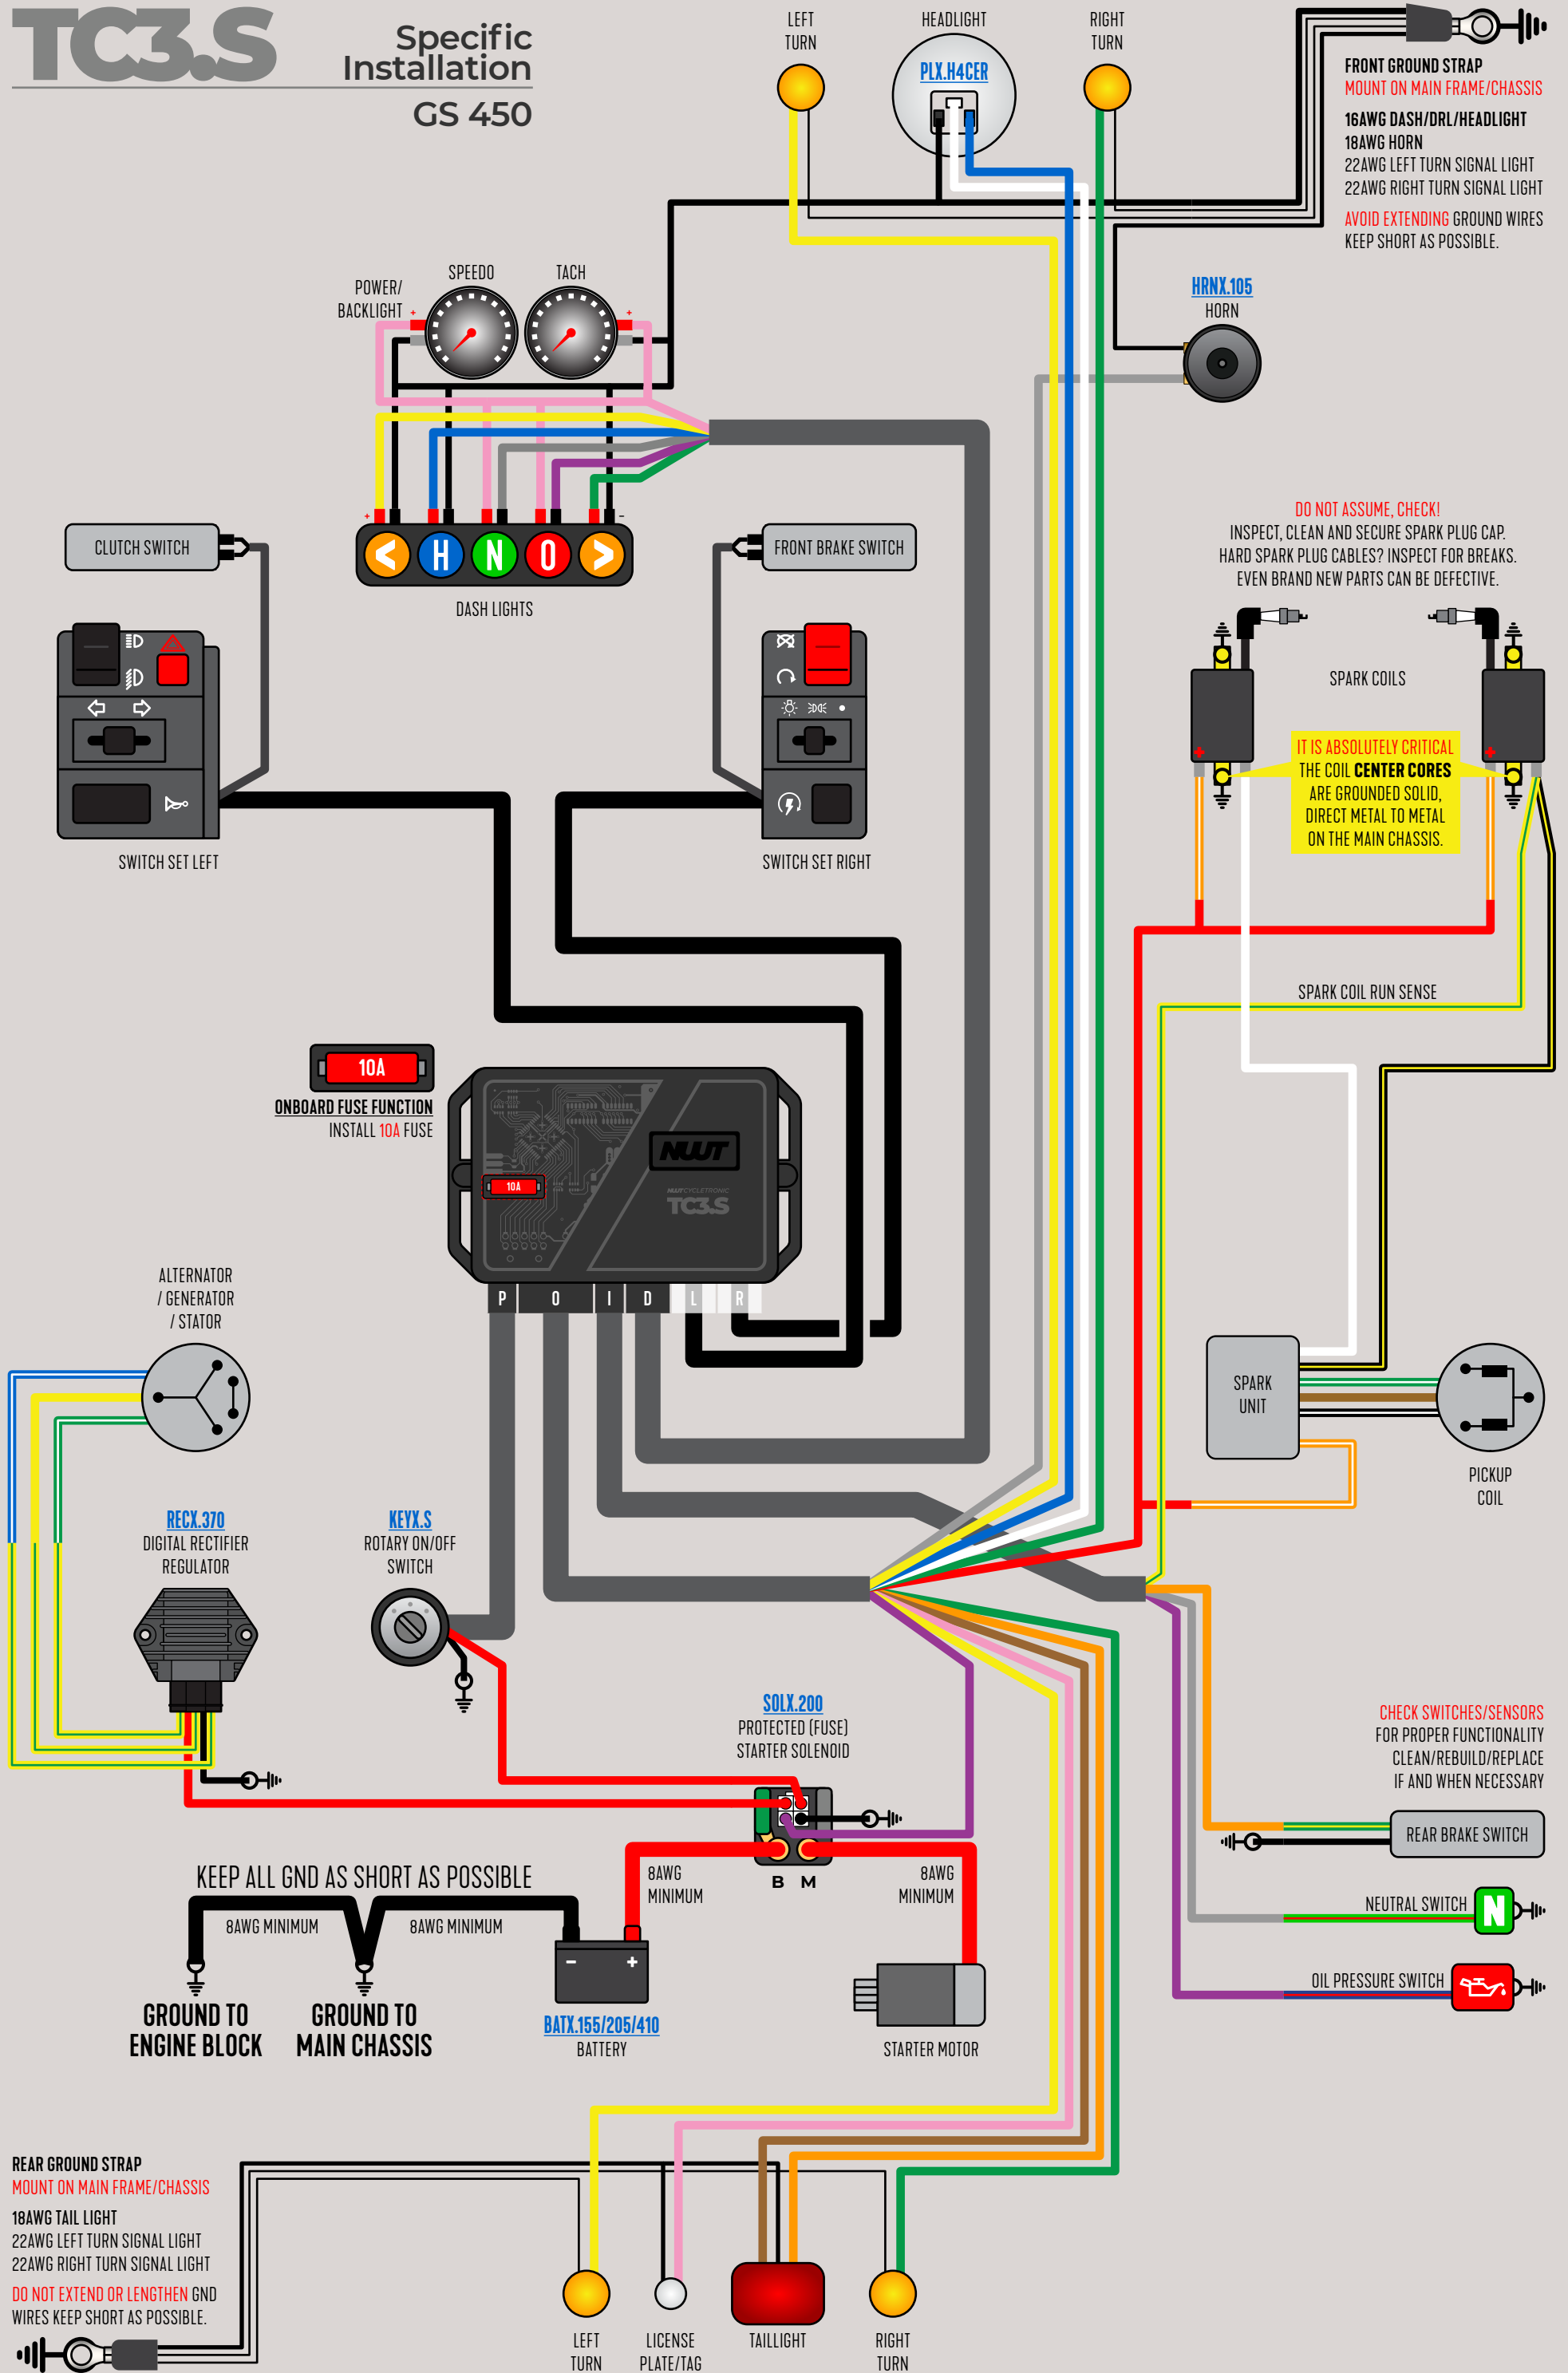 TC3.S
Specific
Installation
GS 450
LEFT
TURN
HEADLIGHT
PLX.H4CER
RIGHT
TURN
FRONT GROUND STRAP
MOUNT ON MAIN FRAME/CHASSIS
16AWG DASH/DRL/HEADLIGHT
18AWG HORN
22AWG LEFT TURN SIGNAL LIGHT
22AWG RIGHT TURN SIGNAL LIGHT
AVOID EXTENDING GROUND WIRES
KEEP SHORT AS POSSIBLE.
POWER/
BACKLIGHT
SPEEDO
TACH
+
+
HRNX.105
HORN
+
-
< H N O >
DASH LIGHTS
CLUTCH SWITCH
FRONT BRAKE SWITCH
DO NOT ASSUME, CHECK!
INSPECT, CLEAN AND SECURE SPARK PLUG CAP.
HARD SPARK PLUG CABLES? INSPECT FOR BREAKS.
EVEN BRAND NEW PARTS CAN BE DEFECTIVE.
SPARK COILS
+
+
IT IS ABSOLUTELY CRITICAL
THE COIL CENTER CORES
ARE GROUNDED SOLID,
DIRECT METAL TO METAL
ON THE MAIN CHASSIS.
SWITCH SET LEFT
SWITCH SET RIGHT
SPARK COIL RUN SENSE
10A
ONBOARD FUSE FUNCTION
INSTALL 10A FUSE
NWT
10A
NWT CYCLETRONIC
TC3.S
P O I D L R
ALTERNATOR
/ GENERATOR
/ STATOR
SPARK
UNIT
PICKUP
COIL
RECX.370
DIGITAL RECTIFIER
REGULATOR
KEYX.S
ROTARY ON/OFF
SWITCH
SOLX.200
PROTECTED (FUSE)
STARTER SOLENOID
CHECK SWITCHES/SENSORS
FOR PROPER FUNCTIONALITY
CLEAN/REBUILD/REPLACE
IF AND WHEN NECESSARY
REAR BRAKE SWITCH
B M
8AWG
MINIMUM
8AWG
MINIMUM
KEEP ALL GND AS SHORT AS POSSIBLE
8AWG MINIMUM
8AWG MINIMUM
NEUTRAL SWITCH
N
OIL PRESSURE SWITCH
- +
GROUND TO
ENGINE BLOCK
GROUND TO
MAIN CHASSIS
BATX.155/205/410
BATTERY
STARTER MOTOR
REAR GROUND STRAP
MOUNT ON MAIN FRAME/CHASSIS
18AWG TAIL LIGHT
22AWG LEFT TURN SIGNAL LIGHT
22AWG RIGHT TURN SIGNAL LIGHT
DO NOT EXTEND OR LENGTHEN GND
WIRES KEEP SHORT AS POSSIBLE.
LEFT
TURN
LICENSE
PLATE/TAG
TAILLIGHT
RIGHT
TURN